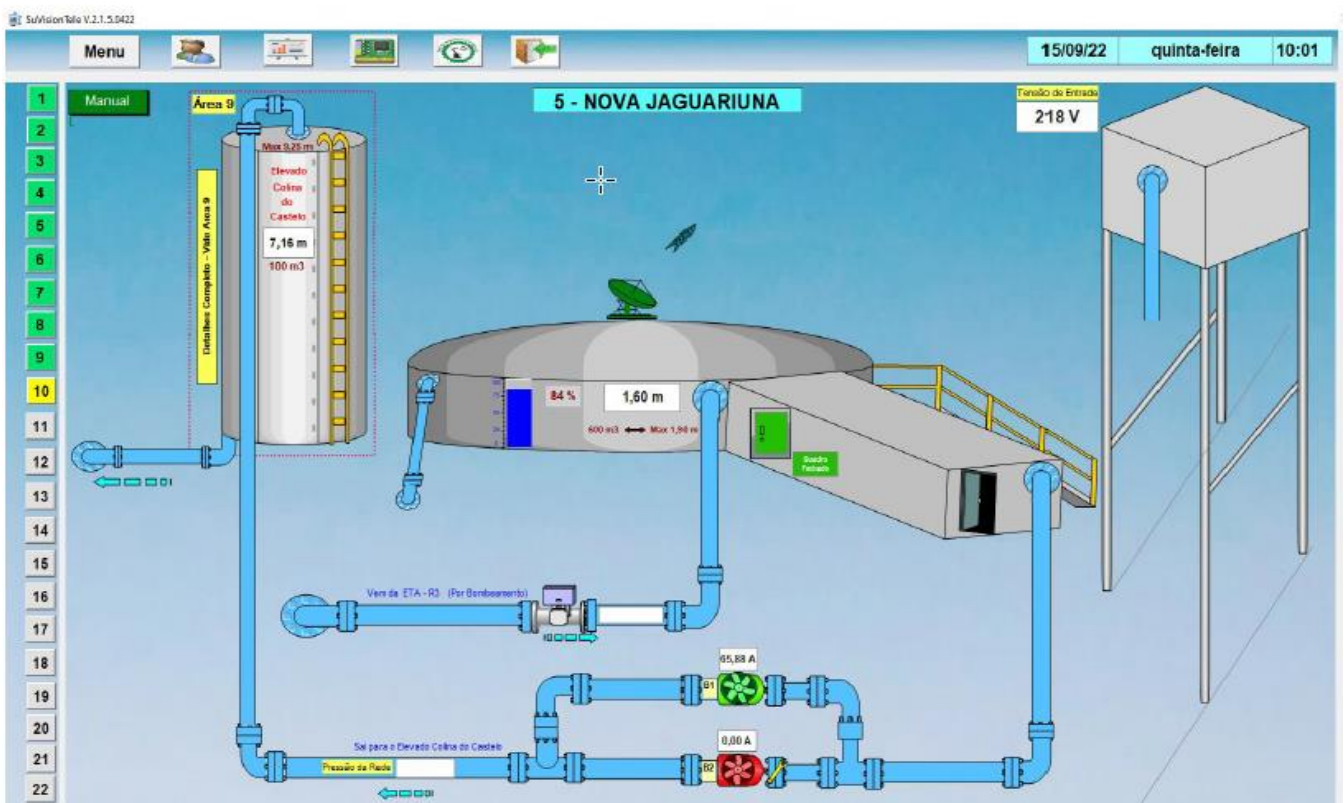 SuVisionTele V.2.1.5.0422
Menu
15/09/22
quinta-feira
10:01
1
2
3
4
5
6
7
8
9
10
11
12
13
14
15
16
17
18
19
20
21
22
Manual
Área 9
5 - NOVA JAGUARIUNA
Tensão de Entrada
218 V
Max 9,25 m
Elevado
Colina
do
Castelo
7,16 m
100 m3
Detalhes Completo - Vide Area 9
84 %
1,60 m
600 m3
Max 1,90 m
Quadro
Fechado
Vem da ETA - R3 (Por Bombeamento)
65,88 A
B1
Sai para o Elevado Colina do Castelo
0,00 A
Pressão da Rede
B2